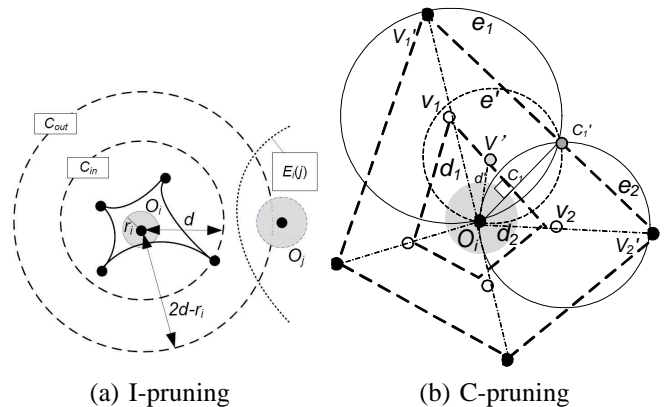 C_out
C_in
O_i
r_i
d
E_i(j)
O_j
2d-r_i
(a) I-pruning
V_1'
e_1
v_1
e'
C_1'
V'
d_1
d'
C_1
e_2
O_i
d_2
v_2
V_2'
(b) C-pruning